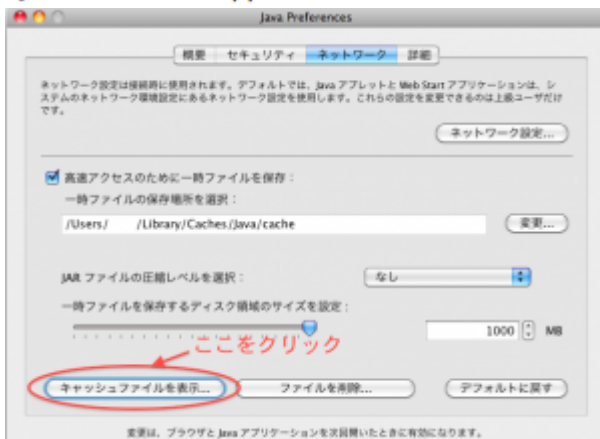 Java Preferences
概要 セキュリティ ネットワーク 詳細
ネットワーク設定は接続時に使用されます。デフォルトでは、Java アプレットと Web Start アプリケーションは、シ
ステムのネットワーク環境設定にあるネットワーク設定を使用します。これらの設定を変更できるのは上級ユーザだけ
です。
ネットワーク設定...
高速アクセスのために一時ファイルを保存：
一時ファイルの保存場所を選択：
/Users/ /Library/Caches/Java/cache 変更...
JAR ファイルの圧縮レベルを選択： なし
一時ファイルを保存するディスク領域のサイズを設定：
1000 MB
ここをクリック
キャッシュファイルを表示... ファイルを削除... デフォルトに戻す
変更は、ブラウザと Java アプリケーションを次回開いたときに有効になります。